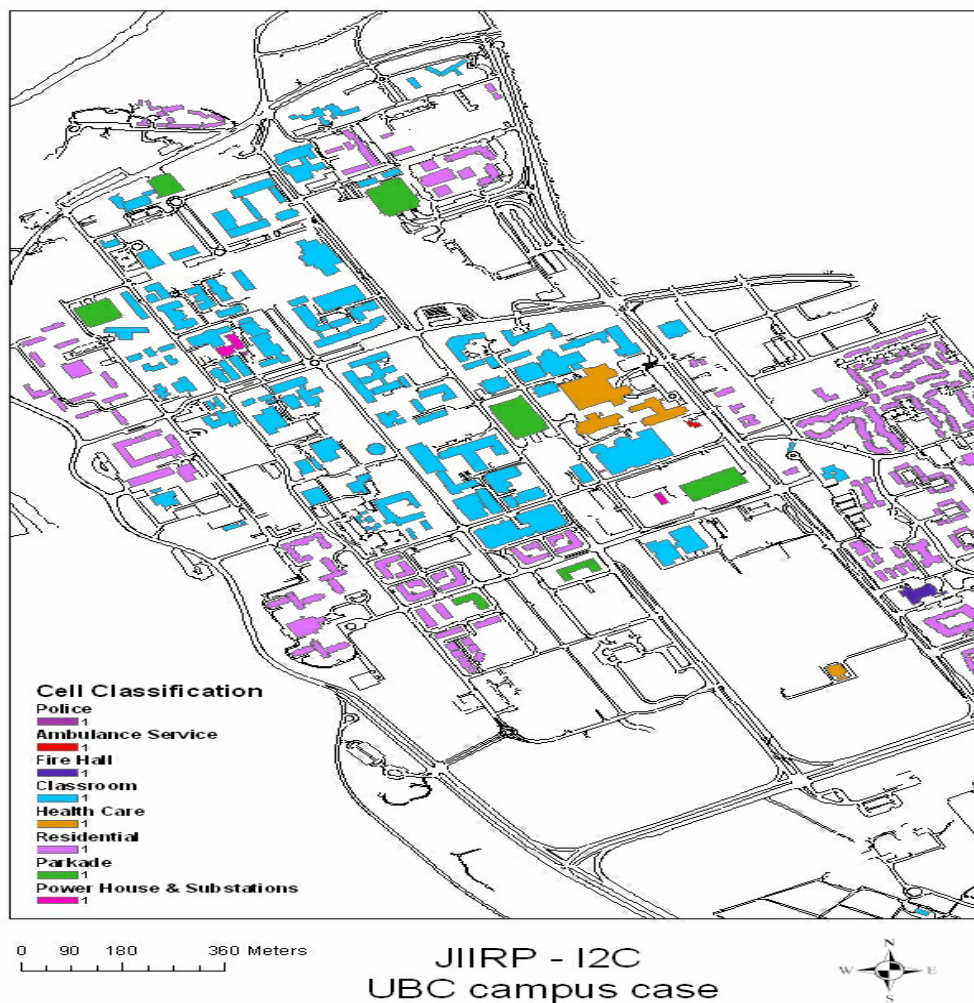 Cell Classification
Police
1
Ambulance Service
1
Fire Hall
1
Classroom
1
Health Care
1
Residential
1
Parkade
1
Power House & Substations
1
0 90 180 360 Meters
JIIRP - I2C
UBC campus case
N
W E
S